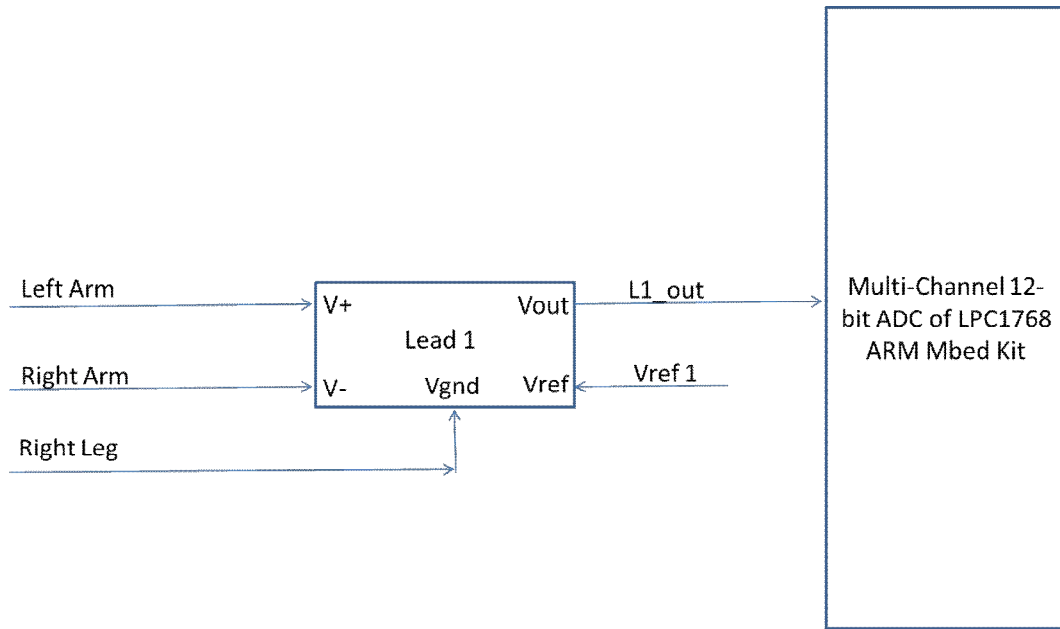 Left Arm
Right Arm
Right Leg
V+
V-
Vout
Lead 1
Vgnd
Vref
L1_out
Vref 1
Multi-Channel 12-
bit ADC of LPC1768
ARM Mbed Kit